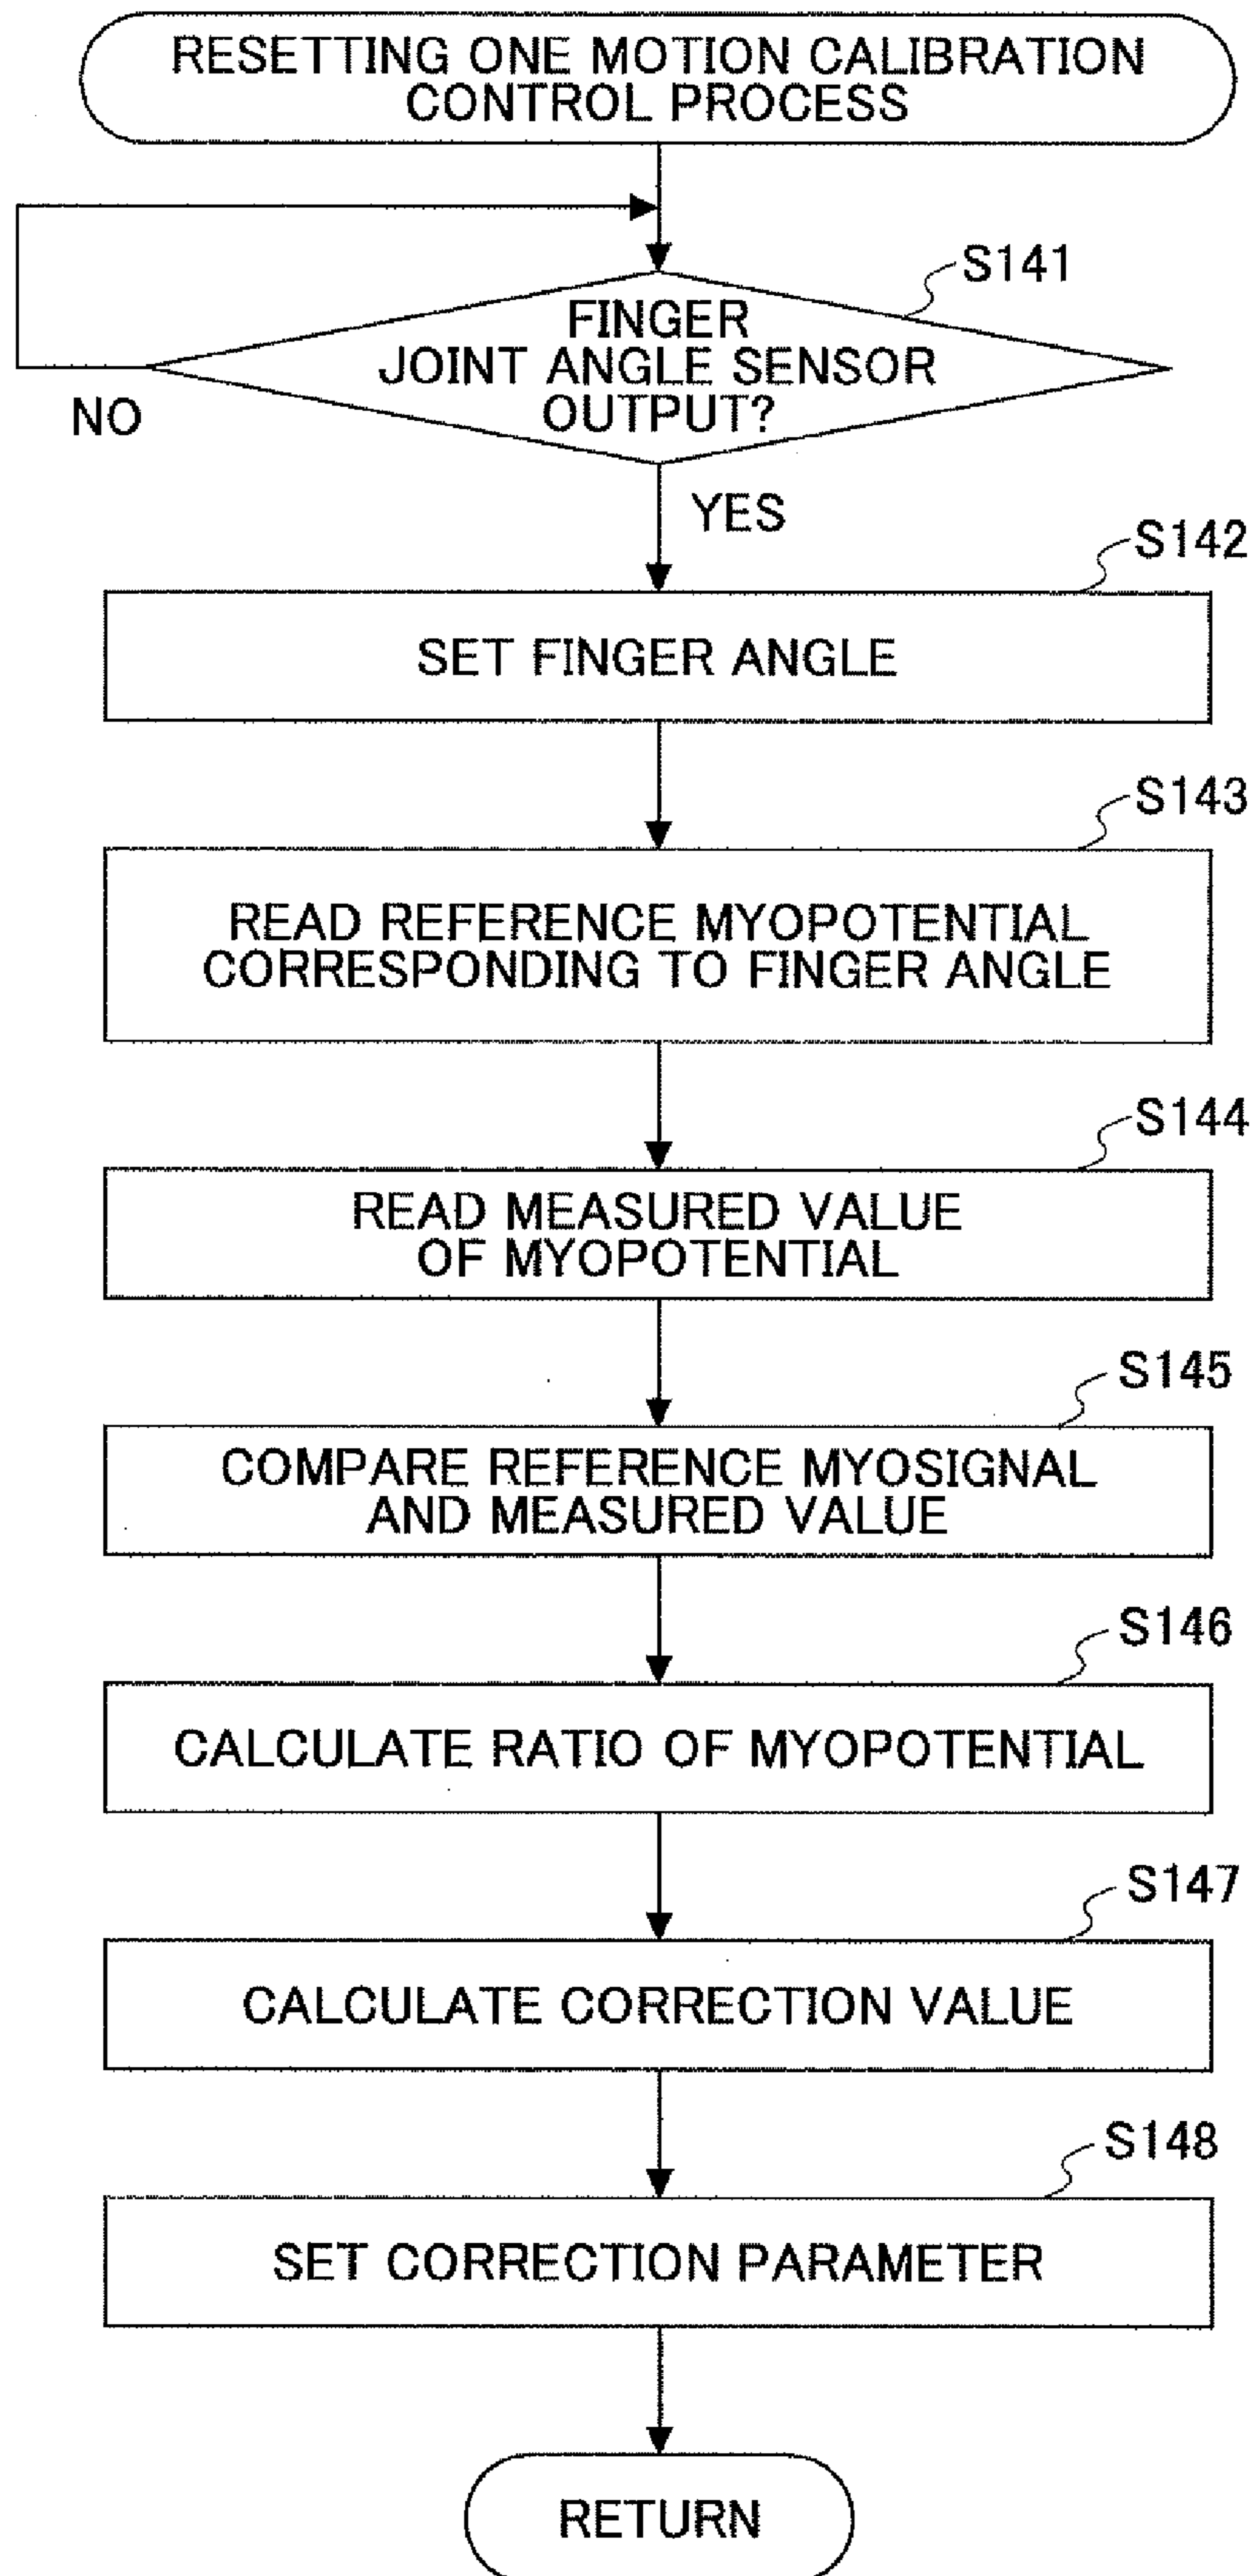 RESETTING ONE MOTION CALIBRATION
CONTROL PROCESS
S141
FINGER
JOINT ANGLE SENSOR
OUTPUT?
NO
YES
S142
SET FINGER ANGLE
S143
READ REFERENCE MYOPOTENTIAL
CORRESPONDING TO FINGER ANGLE
S144
READ MEASURED VALUE
OF MYOPOTENTIAL
S145
COMPARE REFERENCE MYOSIGNAL
AND MEASURED VALUE
S146
CALCULATE RATIO OF MYOPOTENTIAL
S147
CALCULATE CORRECTION VALUE
S148
SET CORRECTION PARAMETER
RETURN